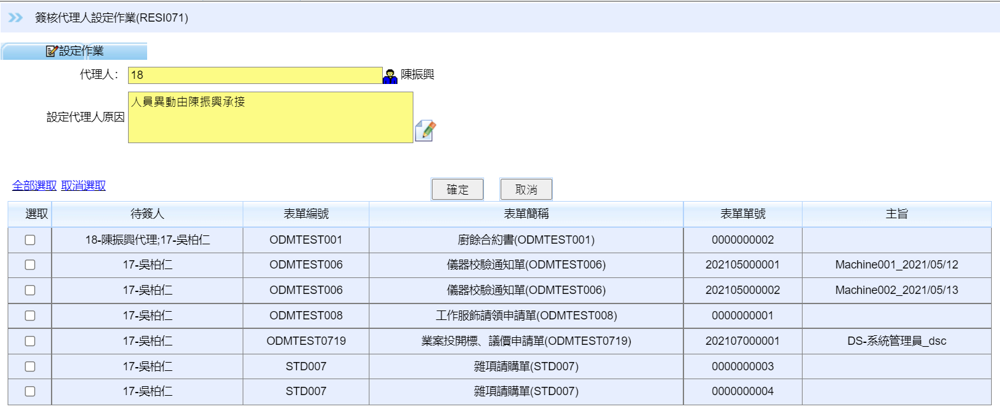 簽核代理人設定作業(RESI071)
設定作業
代理人: 18 陳振興
設定代理人原因 人員異動由陳振興承接
全部選取 取消選取 確定 取消
選取 待簽人 表單編號 表單簡稱 表單單號 主旨
18-陳振興代理;17-吳柏仁 ODMTEST001 廚餘合約書(ODMTEST001) 0000000002
17-吳柏仁 ODMTEST006 儀器校驗通知單(ODMTEST006) 202105000001 Machine001_2021/05/12
17-吳柏仁 ODMTEST006 儀器校驗通知單(ODMTEST006) 202105000002 Machine002_2021/05/13
17-吳柏仁 ODMTEST008 工作服飾請領申請單(ODMTEST008) 0000000001
17-吳柏仁 ODMTEST0719 業案投開標、議價申請單(ODMTEST0719) 202107000001 DS-系統管理員_dsc
17-吳柏仁 STD007 雜項請購單(STD007) 0000000003
17-吳柏仁 STD007 雜項請購單(STD007) 0000000004